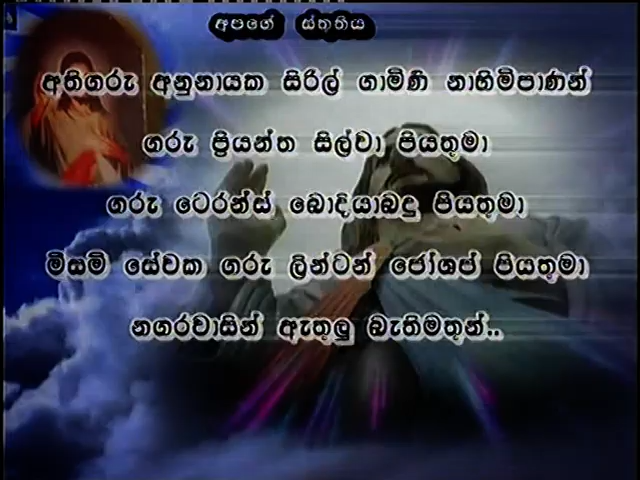 අපගේ ස්තුතිය
අතිගරු අනුනායක සිරිල් ගාමිණි නාහිමිපාණන්
ගරු ප්‍රියන්ත සිල්වා පියතුමා
ගරු ටෙරන්ස් බොදියාබදු පියතුමා
මිසමි සේවක ගරු ලින්ටන් ජෝශප් පියතුමා
නගරවාසින් ඇතුලු බැතිමතුන්..